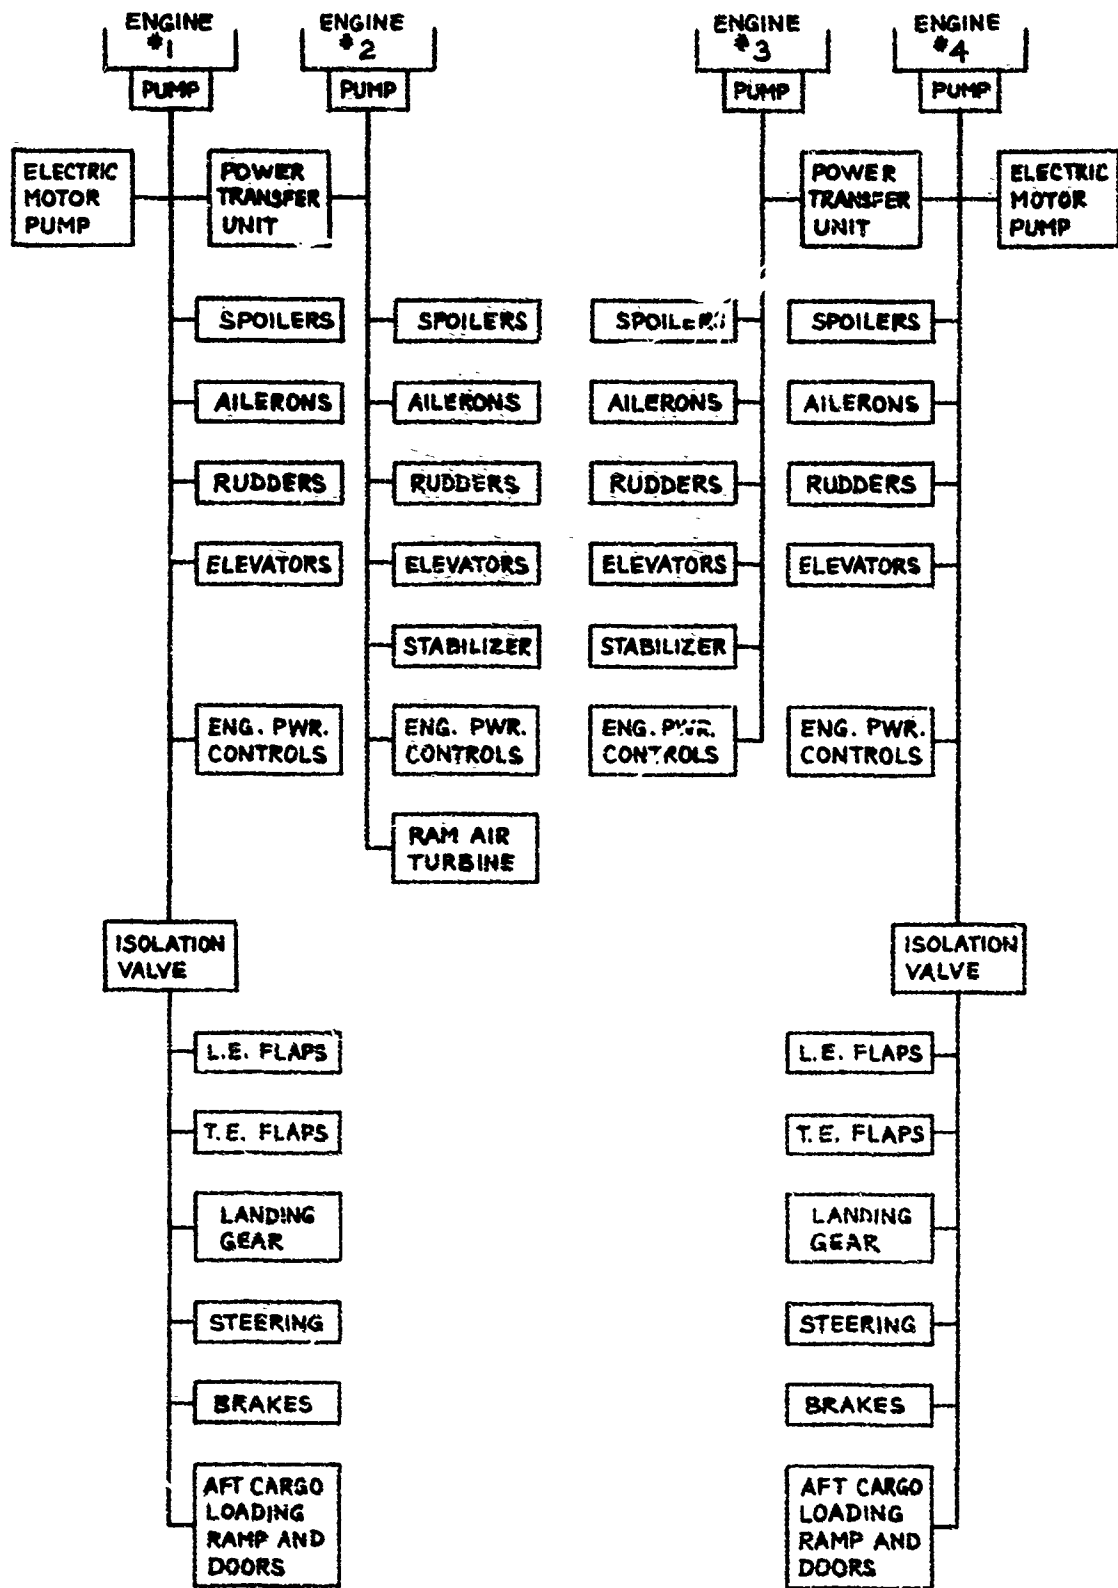 ENGINE
#1
ENGINE
#2
ENGINE
#3
ENGINE
#4
PUMP
PUMP
PUMP
PUMP
ELECTRIC
MOTOR
PUMP
POWER
TRANSFER
UNIT
POWER
TRANSFER
UNIT
ELECTRIC
MOTOR
PUMP
SPOILERS
SPOILERS
SPOILERS
SPOILERS
AILERONS
AILERONS
AILERONS
AILERONS
RUDDERS
RUDDERS
RUDDERS
RUDDERS
ELEVATORS
ELEVATORS
ELEVATORS
ELEVATORS
STABILIZER
STABILIZER
ENG. PWR.
CONTROLS
ENG. PWR.
CONTROLS
ENG. PWR.
CONTROLS
ENG. PWR.
CONTROLS
RAM AIR
TURBINE
ISOLATION
VALVE
ISOLATION
VALVE
L.E. FLAPS
L.E. FLAPS
T.E. FLAPS
T.E. FLAPS
LANDING
GEAR
LANDING
GEAR
STEERING
STEERING
BRAKES
BRAKES
AFT CARGO
LOADING
RAMP AND
DOORS
AFT CARGO
LOADING
RAMP AND
DOORS